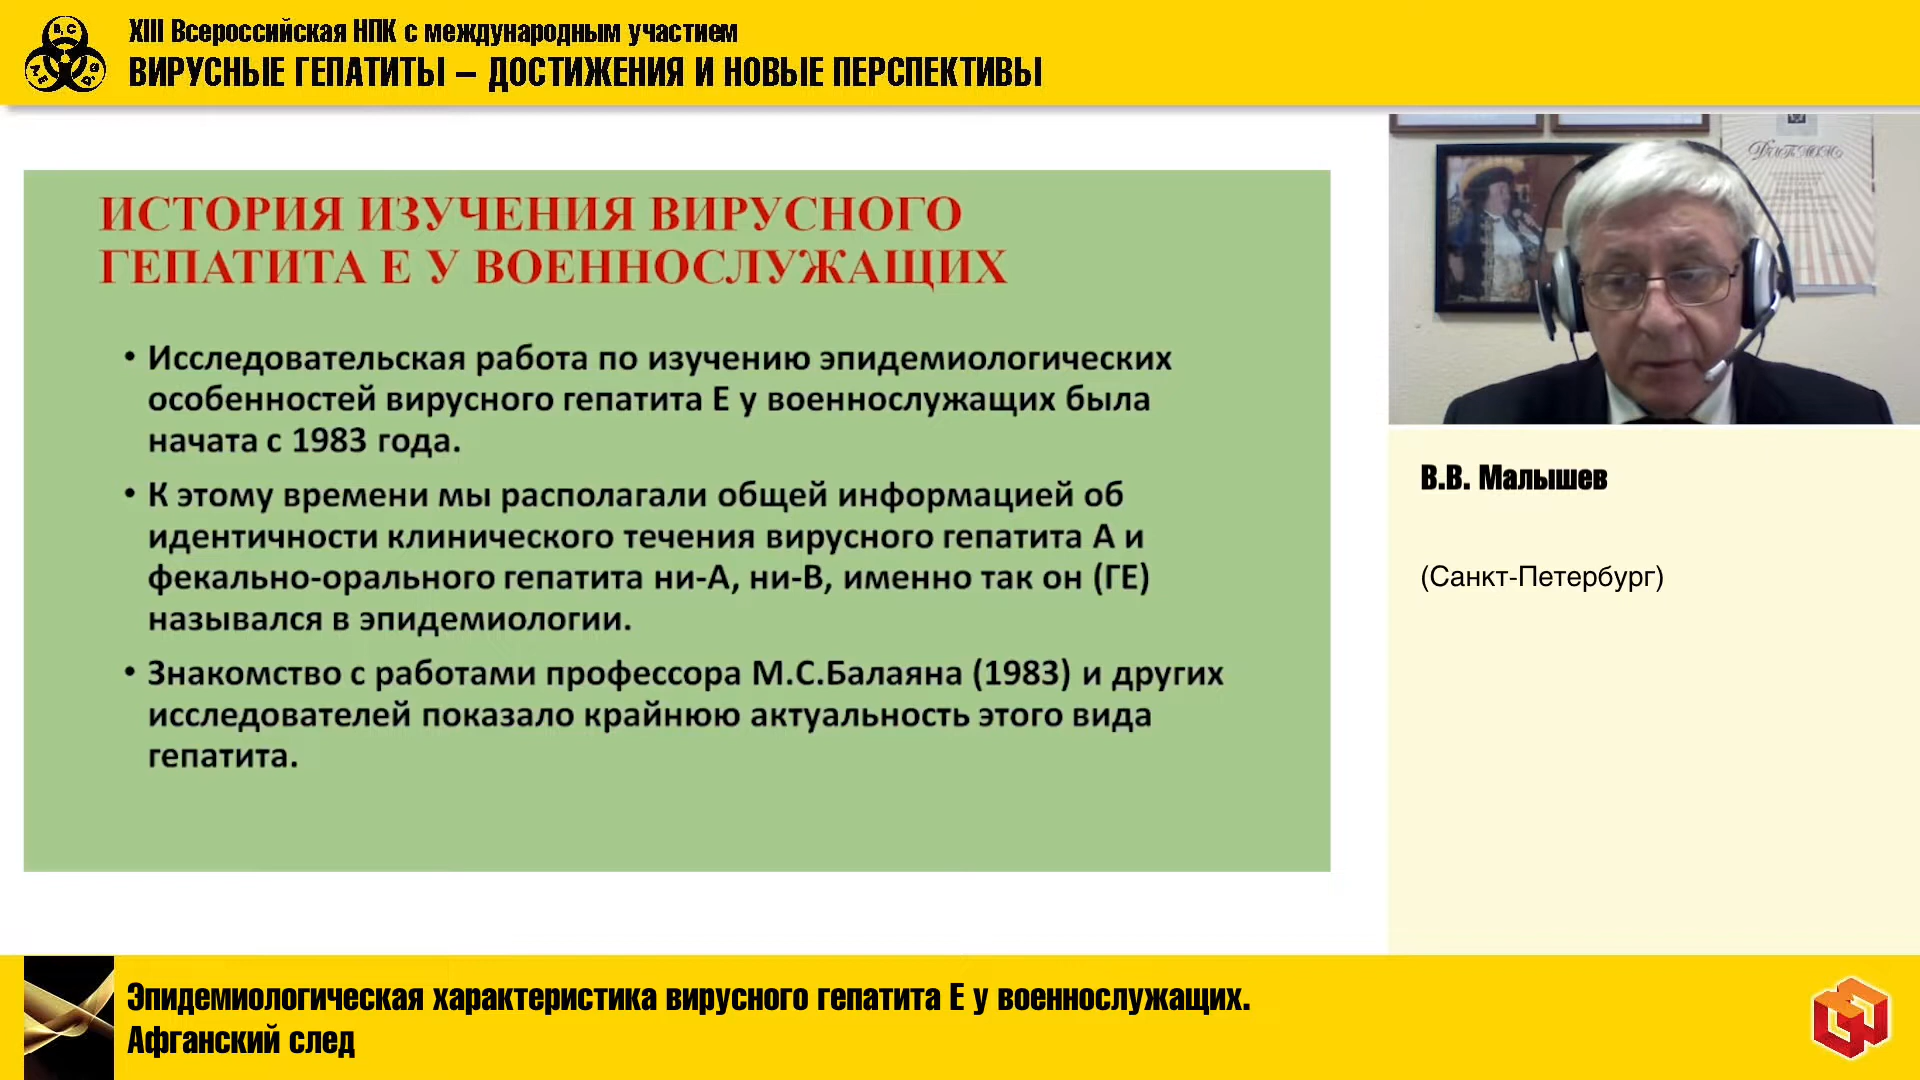 XIII Всероссийская НПК с международным участием
ВИРУСНЫЕ ГЕПАТИТЫ – ДОСТИЖЕНИЯ И НОВЫЕ ПЕРСПЕКТИВЫ
ИСТОРИЯ ИЗУЧЕНИЯ ВИРУСНОГО
ГЕПАТИТА Е У ВОЕННОСЛУЖАЩИХ
• Исследовательская работа по изучению эпидемиологических
особенностей вирусного гепатита Е у военнослужащих была
начата с 1983 года.
• К этому времени мы располагали общей информацией об
идентичности клинического течения вирусного гепатита А и
фекально-орального гепатита ни-А, ни-В, именно так он (ГЕ)
назывался в эпидемиологии.
• Знакомство с работами профессора М.С.Балаяна (1983) и других
исследователей показало крайнюю актуальность этого вида
гепатита.
Диплом
В.В. Малышев
(Санкт-Петербург)
Эпидемиологическая характеристика вирусного гепатита Е у военнослужащих.
Афганский след